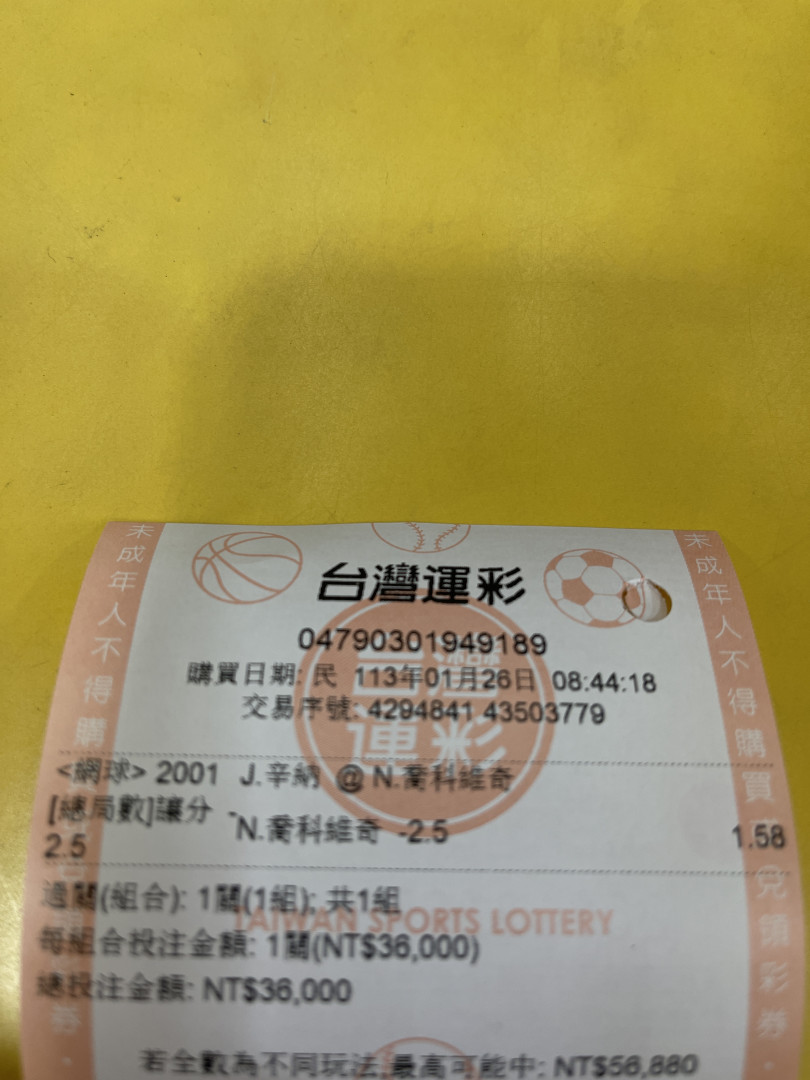 台灣運彩
04790301949189
購買日期: 民 113年01月26日 08:44:18
交易序號: 4294841 43503779
<網球> 2001 J.辛納 @ N.喬科維奇
[總局數]讓分 -
2.5
N.喬科維奇 -2.5 1.58
過關(組合): 1關(1組); 共1組
TAIWAN SPORTS LOTTERY
每組合投注金額: 1關(NT$36,000)
總投注金額: NT$36,000
若全數為不同玩法,最高可能中: NT$56,880
未成年人不得購
未成年人不得購買 兌領彩券